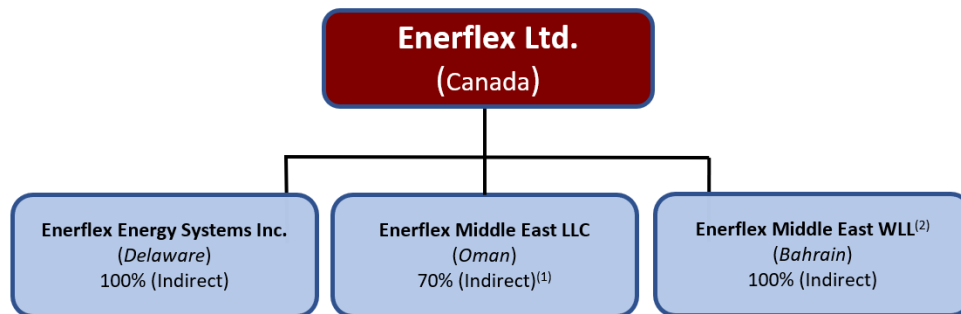 Enerflex Ltd.
(Canada)
Enerflex Energy Systems Inc.
(Delaware)
100% (Indirect)
Enerflex Middle East LLC
(Oman)
70% (Indirect)(1)
Enerflex Middle East WLL(2)
(Bahrain)
100% (Indirect)